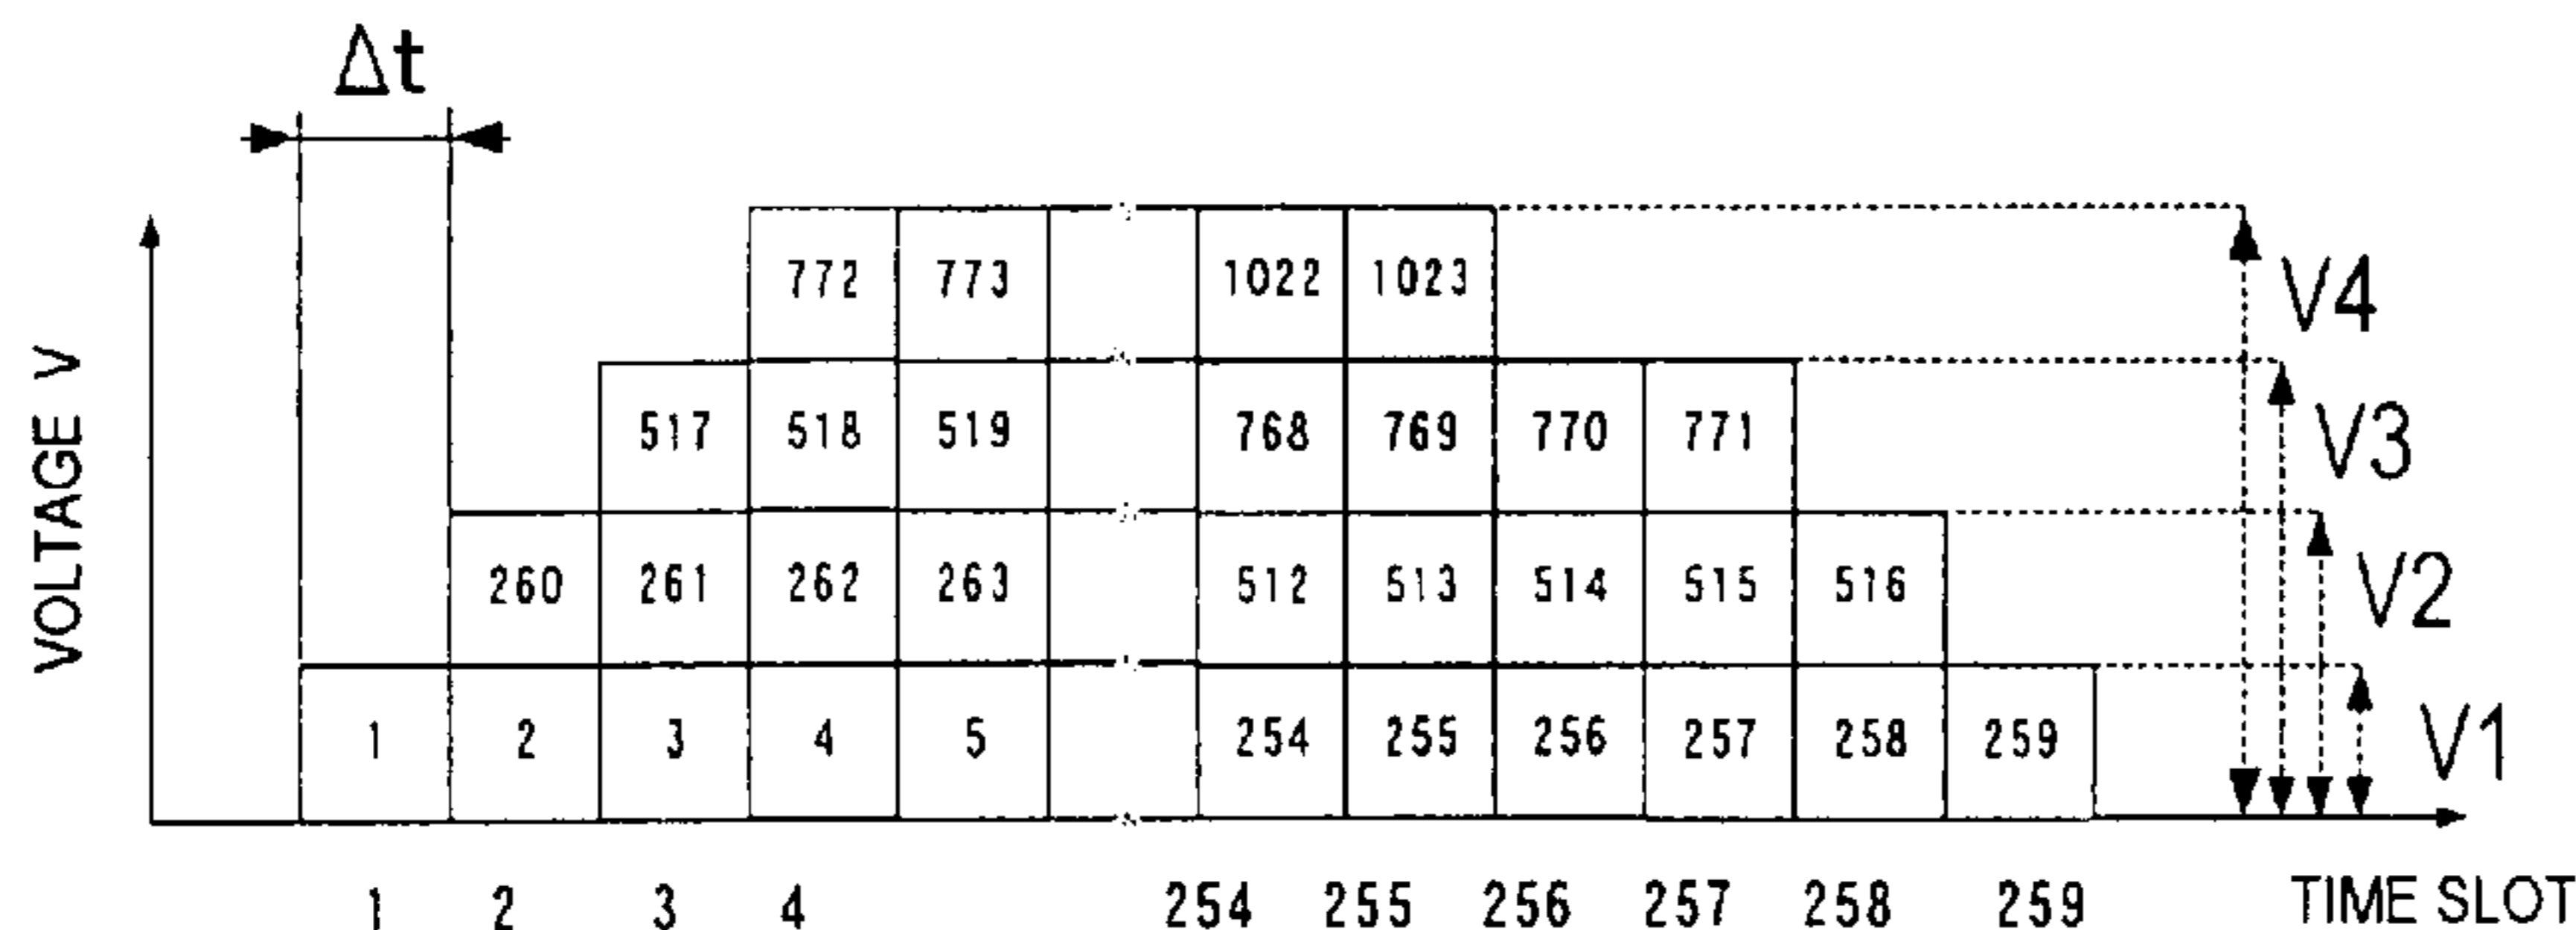 Δt
772 773 1022 1023
V4
517 518 519 768 769 770 771
V3
260 261 262 263 512 513 514 515 516
V2
1 2 3 4 5 254 255 256 257 258 259
V1
VOLTAGE V
1 2 3 4 254 255 256 257 258 259 TIME SLOT